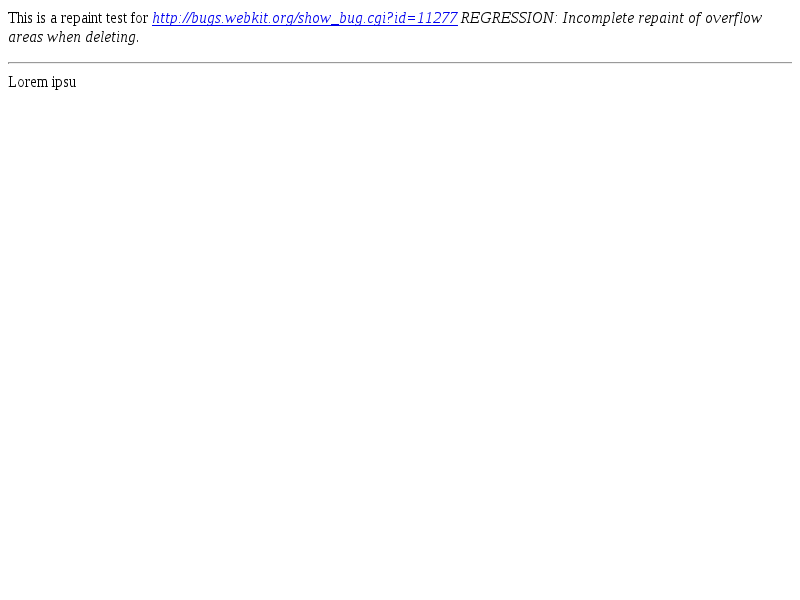 This is a repaint test for http://bugs.webkit.org/show_bug.cgi?id=11277 REGRESSION: Incomplete repaint of overflow
areas when deleting.
Lorem ipsu